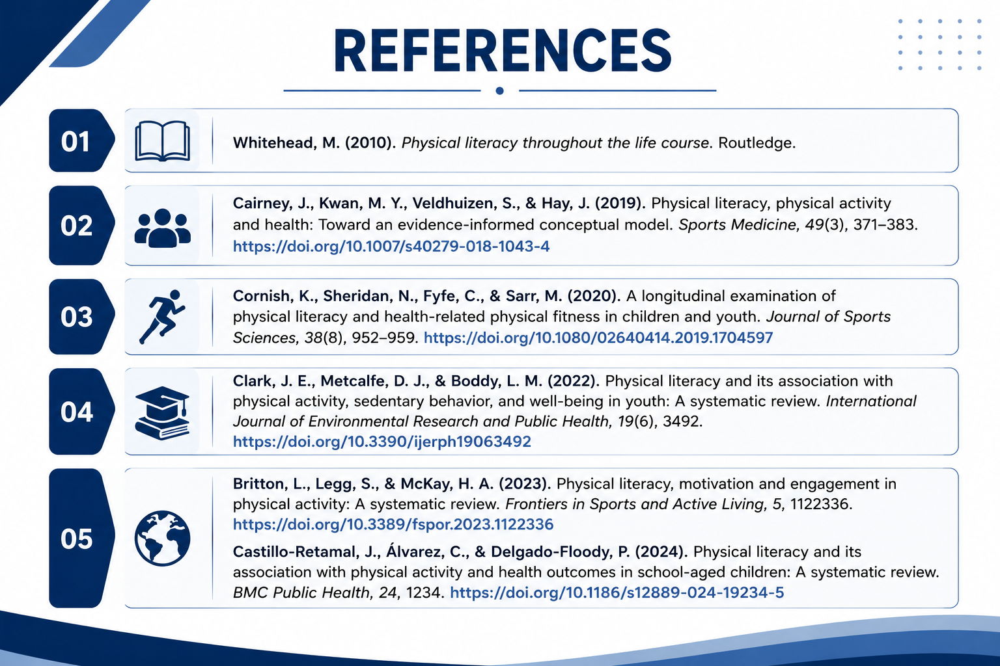 REFERENCES
01
Whitehead, M. (2010). Physical literacy throughout the life course. Routledge.
02
Cairney, J., Kwan, M. Y., Veldhuizen, S., & Hay, J. (2019). Physical literacy, physical activity
and health: Toward an evidence-informed conceptual model. Sports Medicine, 49(3), 371–383.
https://doi.org/10.1007/s40279-018-1043-4
03
Cornish, K., Sheridan, N., Fyfe, C., & Sarr, M. (2020). A longitudinal examination of
physical literacy and health-related physical fitness in children and youth. Journal of Sports
Sciences, 38(8), 952–959. https://doi.org/10.1080/02640414.2019.1704597
04
Clark, J. E., Metcalfe, D. J., & Boddy, L. M. (2022). Physical literacy and its association with
physical activity, sedentary behavior, and well-being in youth: A systematic review. International
Journal of Environmental Research and Public Health, 19(6), 3492.
https://doi.org/10.3390/ijerph19063492
05
Britton, L., Legg, S., & McKay, H. A. (2023). Physical literacy, motivation and engagement in
physical activity: A systematic review. Frontiers in Sports and Active Living, 5, 1122336.
https://doi.org/10.3389/fspor.2023.1122336
Castillo-Retamal, J., Álvarez, C., & Delgado-Floody, P. (2024). Physical literacy and its
association with physical activity and health outcomes in school-aged children: A systematic review.
BMC Public Health, 24, 1234. https://doi.org/10.1186/s12889-024-19234-5